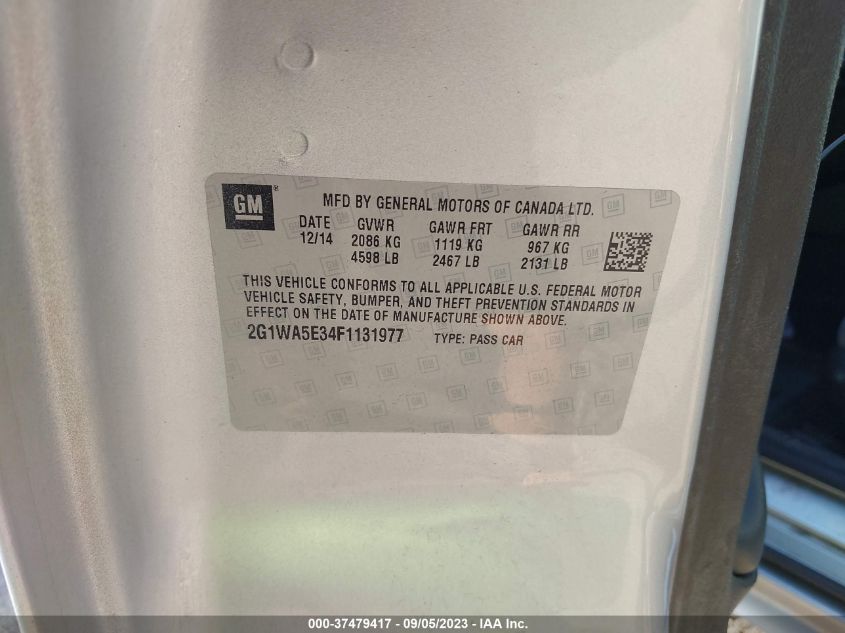 GM ®
MFD BY GENERAL MOTORS OF CANADA LTD.
DATE GVWR GAWR FRT GAWR RR
12/14 2086 KG 1119 KG 967 KG
4598 LB 2467 LB 2131 LB
THIS VEHICLE CONFORMS TO ALL APPLICABLE U.S. FEDERAL MOTOR
VEHICLE SAFETY, BUMPER, AND THEFT PREVENTION STANDARDS IN
EFFECT ON THE DATE OF MANUFACTURE SHOWN ABOVE.
2G1WA5E34F1131977 TYPE: PASS CAR
000-37479417 - 09/05/2023 - IAA Inc.